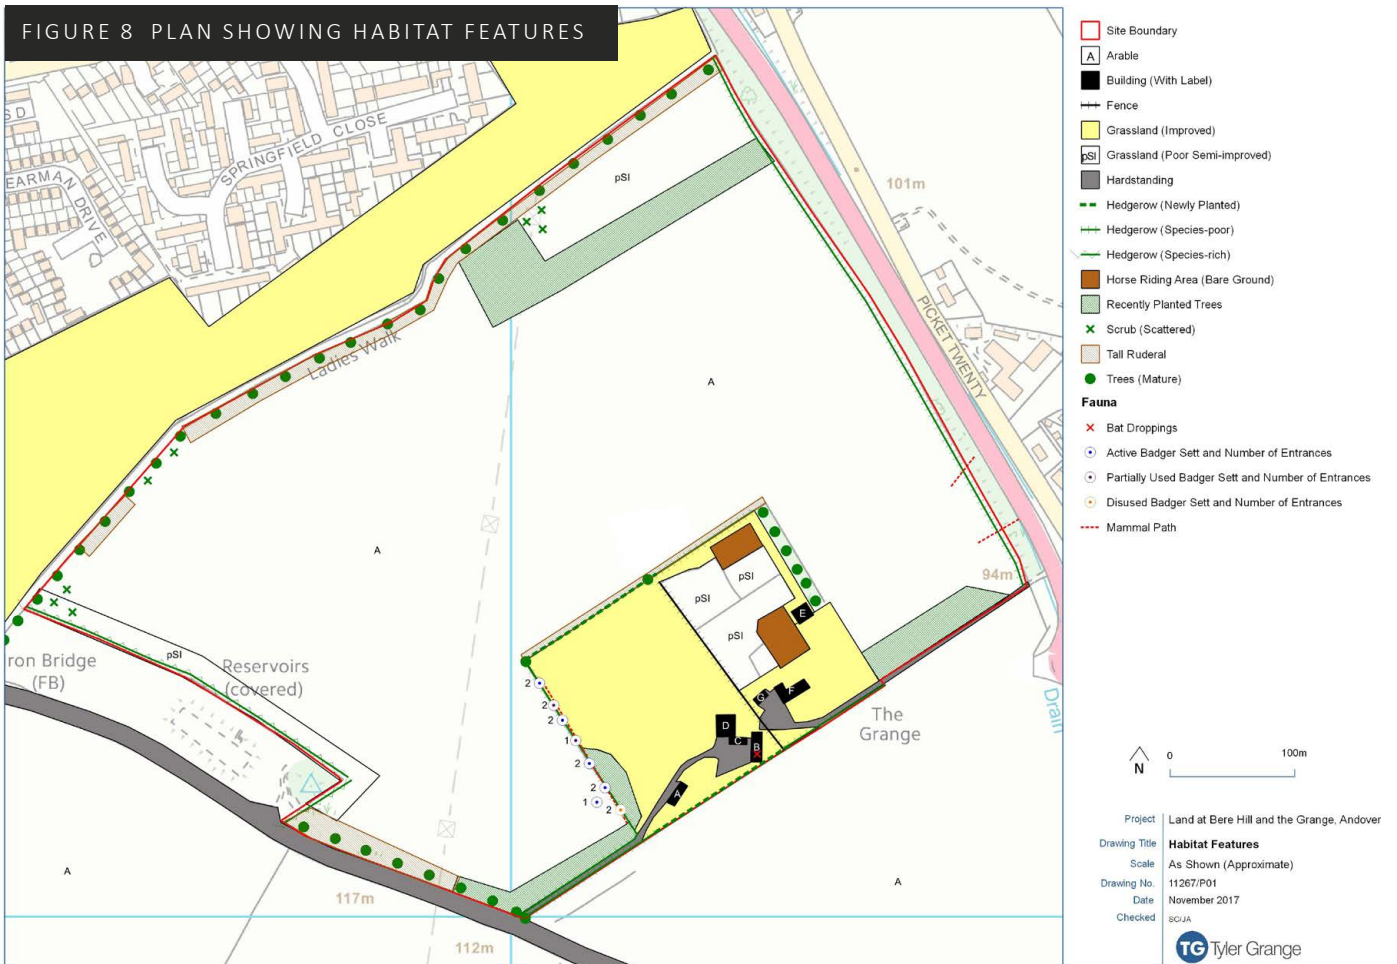 FIGURE 8 PLAN SHOWING HABITAT FEATURES
SD
EARMAN
DRIVE
SPRINGFIELD CLOSE
pSI
101m
PICKET TWENTY
Ladies Walk
A
A
94m
pSI
pSI
pSI
E
F
G
D
C
B
A
The
Grange
Drain
ron Bridge
(FB)
pSI
Reservoirs
(covered)
2
2
2
1
2
2
1
2
117m
112m
A
A
Site Boundary
A Arable
Building (With Label)
Fence
Grassland (Improved)
pSI Grassland (Poor Semi-improved)
Hardstanding
Hedgerow (Newly Planted)
Hedgerow (Species-poor)
Hedgerow (Species-rich)
Horse Riding Area (Bare Ground)
Recently Planted Trees
Scrub (Scattered)
Tall Ruderal
Trees (Mature)
Fauna
Bat Droppings
Active Badger Sett and Number of Entrances
Partially Used Badger Sett and Number of Entrances
Disused Badger Sett and Number of Entrances
Mammal Path
N
0 100m
Project Land at Bere Hill and the Grange, Andover
Drawing Title Habitat Features
Scale As Shown (Approximate)
Drawing No. 11267/P01
Date November 2017
Checked SC/JA
TG Tyler Grange